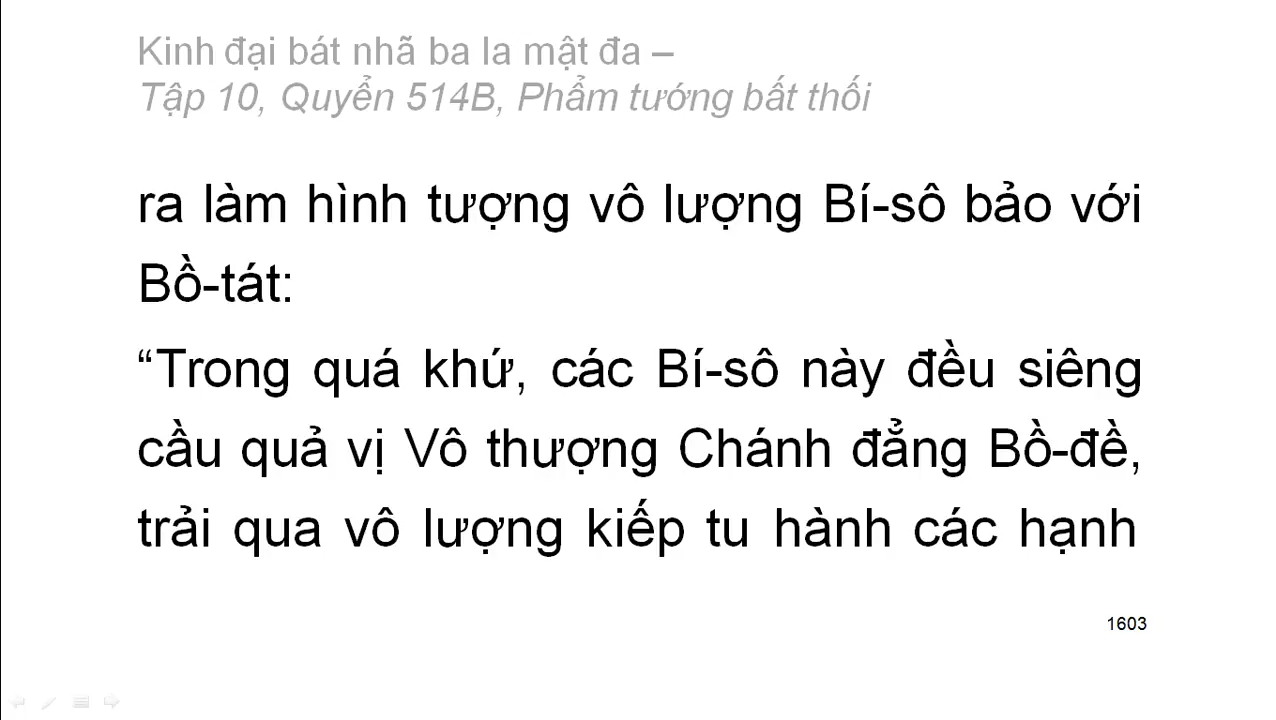 Kinh đại bát nhã ba la mật đa –
Tập 10, Quyển 514B, Phẩm tướng bất thối
ra làm hình tượng vô lượng Bí-sô bảo với
Bồ-tát:
“Trong quá khứ, các Bí-sô này đều siêng
cầu quả vị Vô thượng Chánh đẳng Bồ-đề,
trải qua vô lượng kiếp tu hành các hạnh
1603